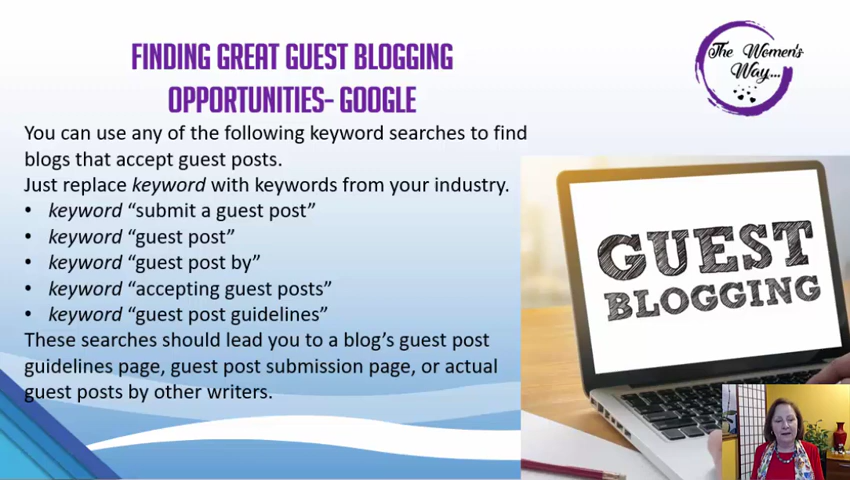 FINDING GREAT GUEST BLOGGING
OPPORTUNITIES- GOOGLE
The Women's
Way...
You can use any of the following keyword searches to find
blogs that accept guest posts.
Just replace keyword with keywords from your industry.
• keyword “submit a guest post”
• keyword “guest post”
• keyword “guest post by”
• keyword “accepting guest posts”
• keyword “guest post guidelines”
These searches should lead you to a blog’s guest post
guidelines page, guest post submission page, or actual
guest posts by other writers.
GUEST
BLOGGING